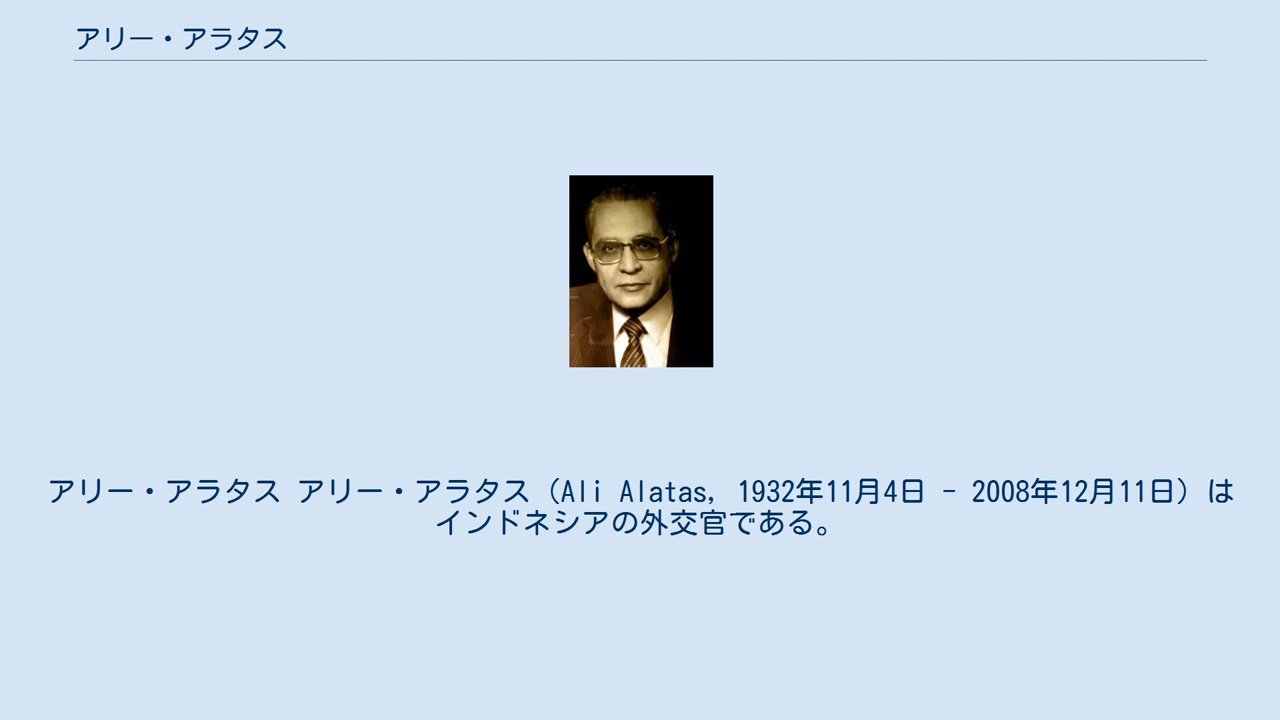 アリー・アラタス
アリー・アラタス アリー・アラタス（Ali Alatas, 1932年11月4日 - 2008年12月11日）は
インドネシアの外交官である。